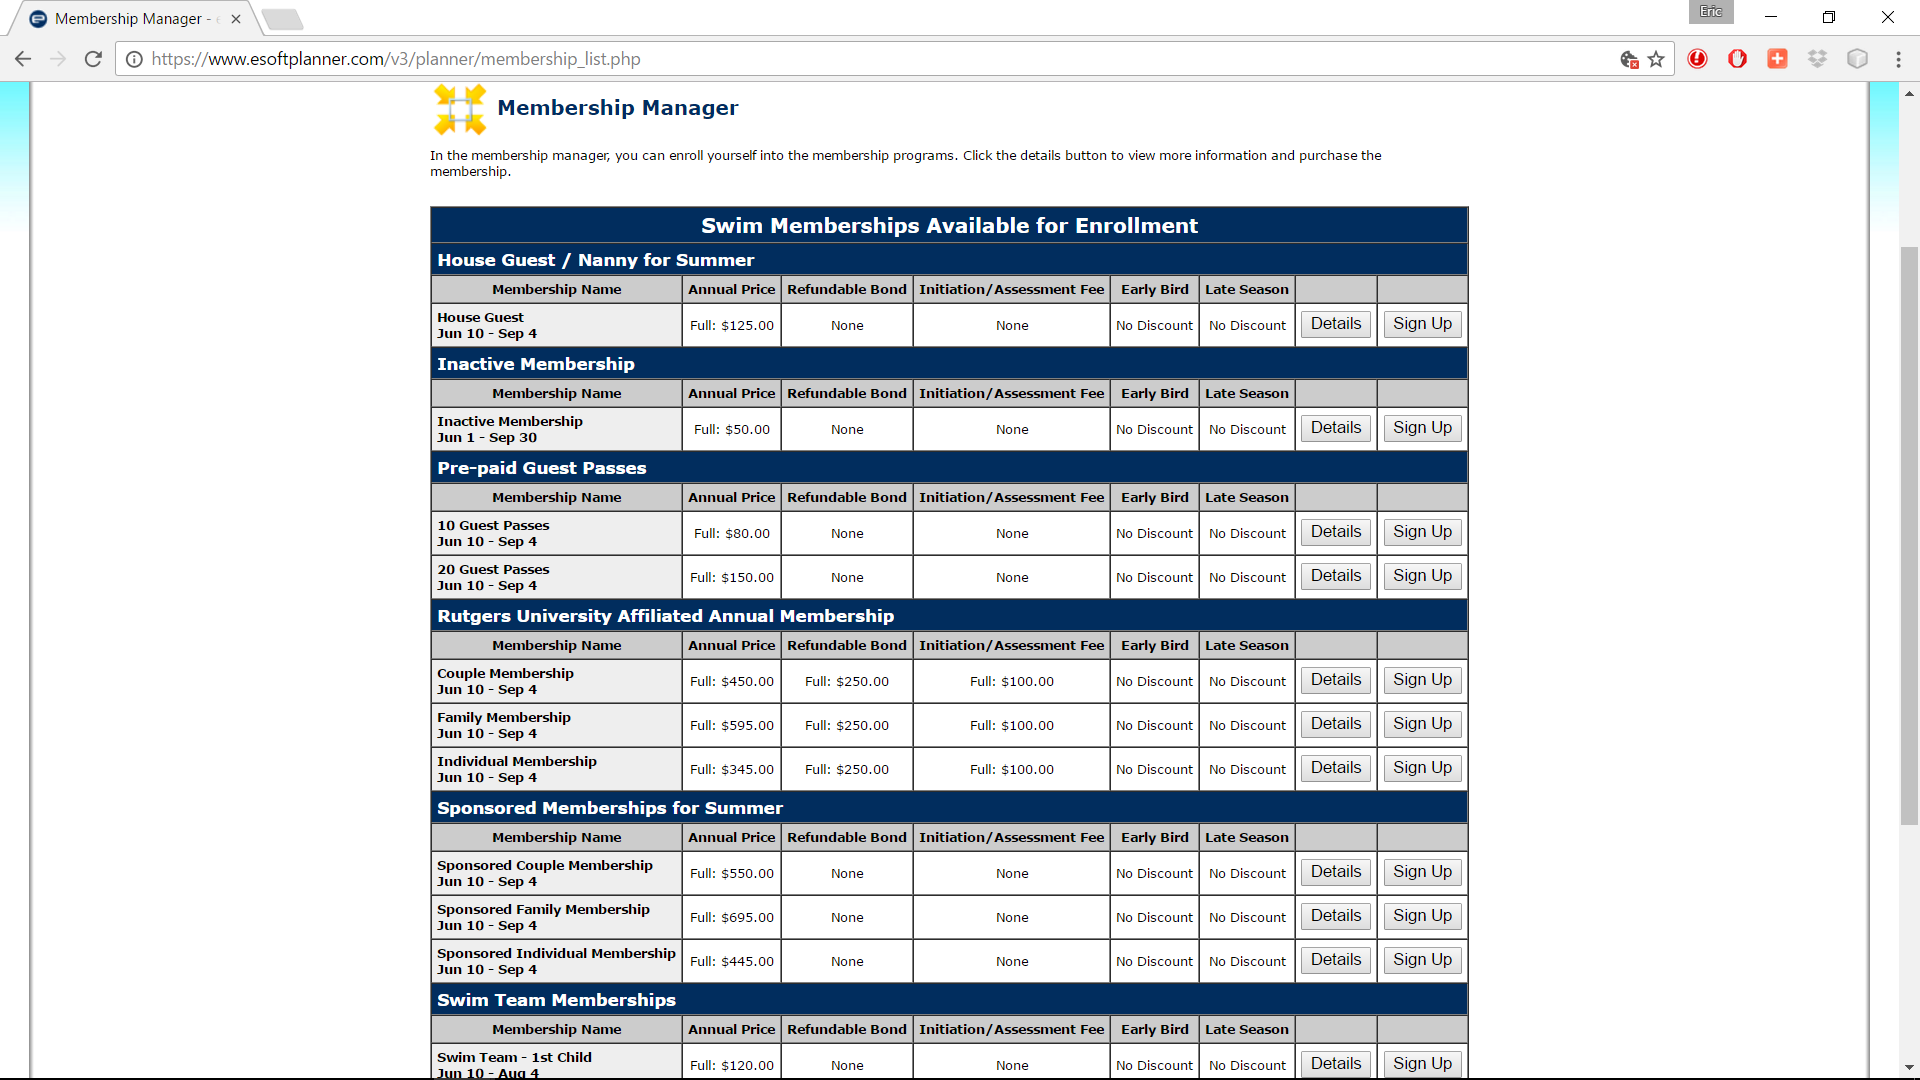 Membership Manager -
Eric
https://www.esoftplanner.com/v3/planner/membership_list.php
Membership Manager
In the membership manager, you can enroll yourself into the membership programs. Click the details button to view more information and purchase the
membership.
Swim Memberships Available for Enrollment
House Guest / Nanny for Summer
Membership Name Annual Price Refundable Bond Initiation/Assessment Fee Early Bird Late Season
House Guest
Jun 10 - Sep 4 Full: $125.00 None None No Discount No Discount Details Sign Up
Inactive Membership
Membership Name Annual Price Refundable Bond Initiation/Assessment Fee Early Bird Late Season
Inactive Membership
Jun 1 - Sep 30 Full: $50.00 None None No Discount No Discount Details Sign Up
Pre-paid Guest Passes
Membership Name Annual Price Refundable Bond Initiation/Assessment Fee Early Bird Late Season
10 Guest Passes
Jun 10 - Sep 4 Full: $80.00 None None No Discount No Discount Details Sign Up
20 Guest Passes
Jun 10 - Sep 4 Full: $150.00 None None No Discount No Discount Details Sign Up
Rutgers University Affiliated Annual Membership
Membership Name Annual Price Refundable Bond Initiation/Assessment Fee Early Bird Late Season
Couple Membership
Jun 10 - Sep 4 Full: $450.00 Full: $250.00 Full: $100.00 No Discount No Discount Details Sign Up
Family Membership
Jun 10 - Sep 4 Full: $595.00 Full: $250.00 Full: $100.00 No Discount No Discount Details Sign Up
Individual Membership
Jun 10 - Sep 4 Full: $345.00 Full: $250.00 Full: $100.00 No Discount No Discount Details Sign Up
Sponsored Memberships for Summer
Membership Name Annual Price Refundable Bond Initiation/Assessment Fee Early Bird Late Season
Sponsored Couple Membership
Jun 10 - Sep 4 Full: $550.00 None None No Discount No Discount Details Sign Up
Sponsored Family Membership
Jun 10 - Sep 4 Full: $695.00 None None No Discount No Discount Details Sign Up
Sponsored Individual Membership
Jun 10 - Sep 4 Full: $445.00 None None No Discount No Discount Details Sign Up
Swim Team Memberships
Membership Name Annual Price Refundable Bond Initiation/Assessment Fee Early Bird Late Season
Swim Team - 1st Child
Jun 10 - Aug 4 Full: $120.00 None None No Discount No Discount Details Sign Up